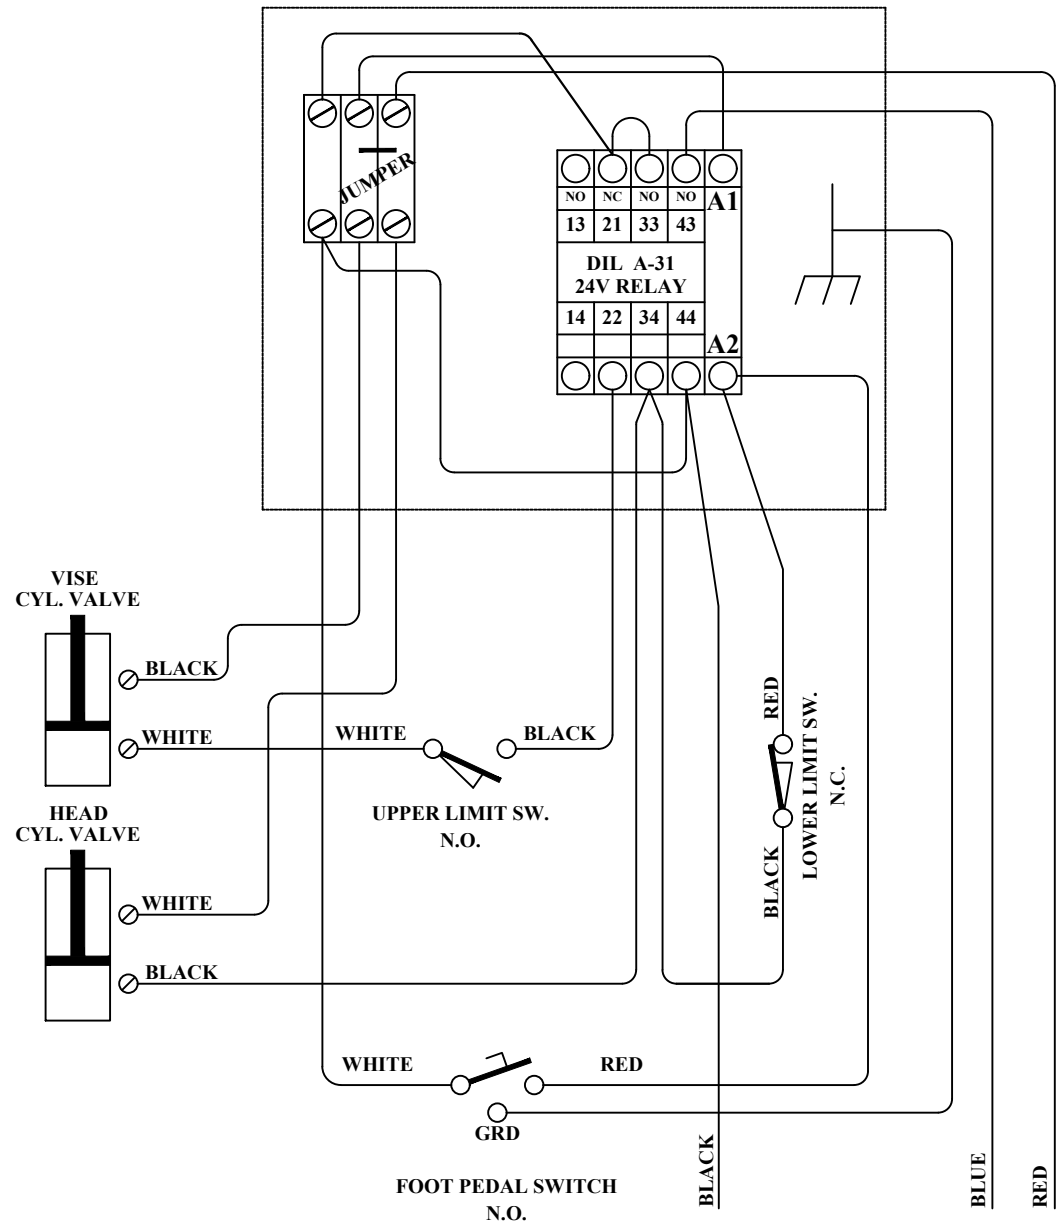 JUMPER
NO NC NO NO A1
13 21 33 43
DIL A-31
24V RELAY
14 22 34 44
A2
VISE
CYL. VALVE
BLACK
WHITE
WHITE
BLACK
UPPER LIMIT SW.
N.O.
RED
LOWER LIMIT SW.
N.C.
BLACK
HEAD
CYL. VALVE
WHITE
BLACK
WHITE
RED
GRD
FOOT PEDAL SWITCH
N.O.
BLACK
BLUE
RED